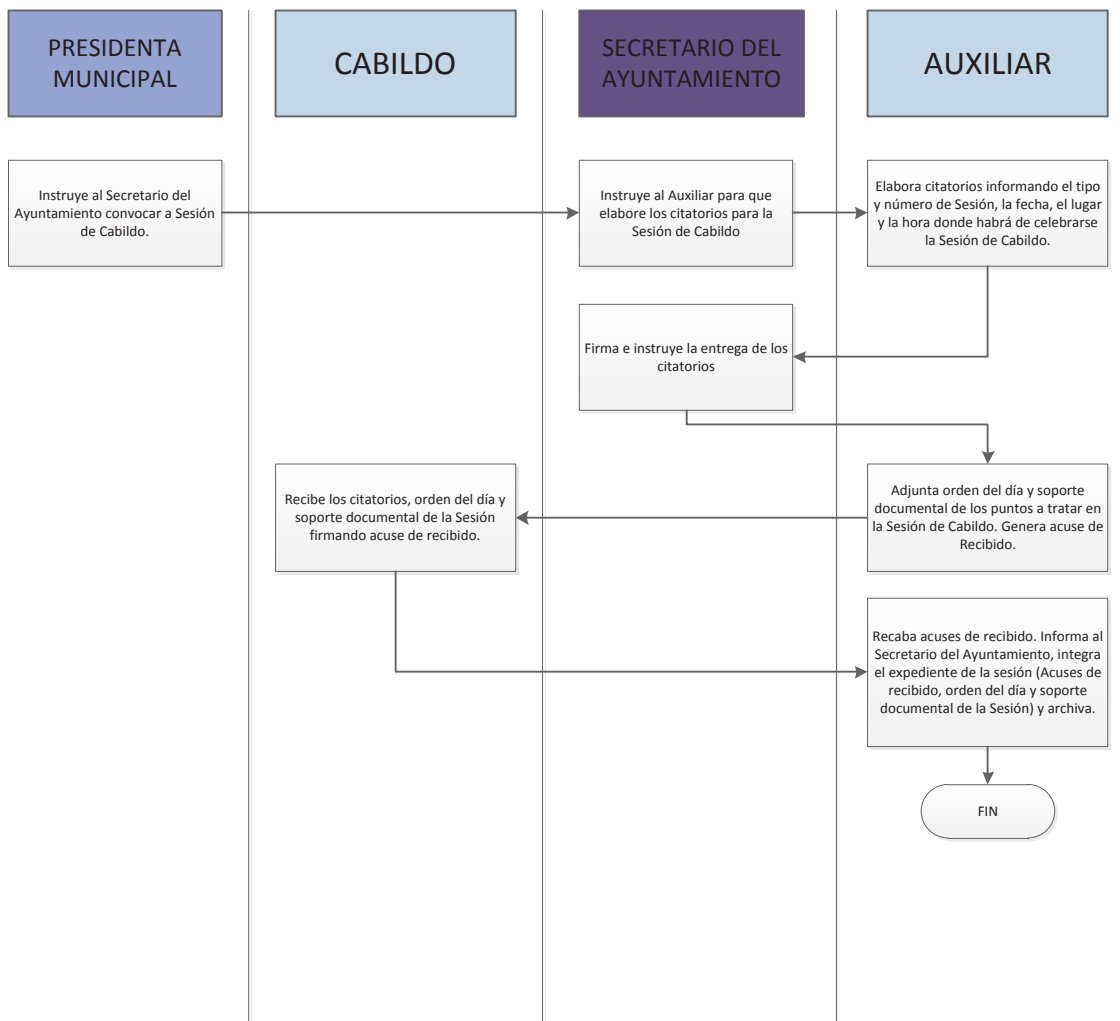 PRESIDENTA
MUNICIPAL
CABILDO
SECRETARIO DEL
AYUNTAMIENTO
AUXILIAR
Instruye al Secretario del
Ayuntamiento convocar a Sesión
de Cabildo.
Instruye al Auxiliar para que
elabore los citatorios para la
Sesión de Cabildo
Elabora citatorios informando el tipo
y número de Sesión, la fecha, el lugar
y la hora donde habrá de celebrarse
la Sesión de Cabildo.
Firma e instruye la entrega de los
citatorios
Adjunta orden del día y soporte
documental de los puntos a tratar en
la Sesión de Cabildo. Genera acuse de
Recibido.
Recibe los citatorios, orden del día y
soporte documental de la Sesión
firmando acuse de recibido.
Recaba acuses de recibido. Informa al
Secretario del Ayuntamiento, integra
el expediente de la sesión (Acuses de
recibido, orden del día y soporte
documental de la Sesión) y archiva.
FIN